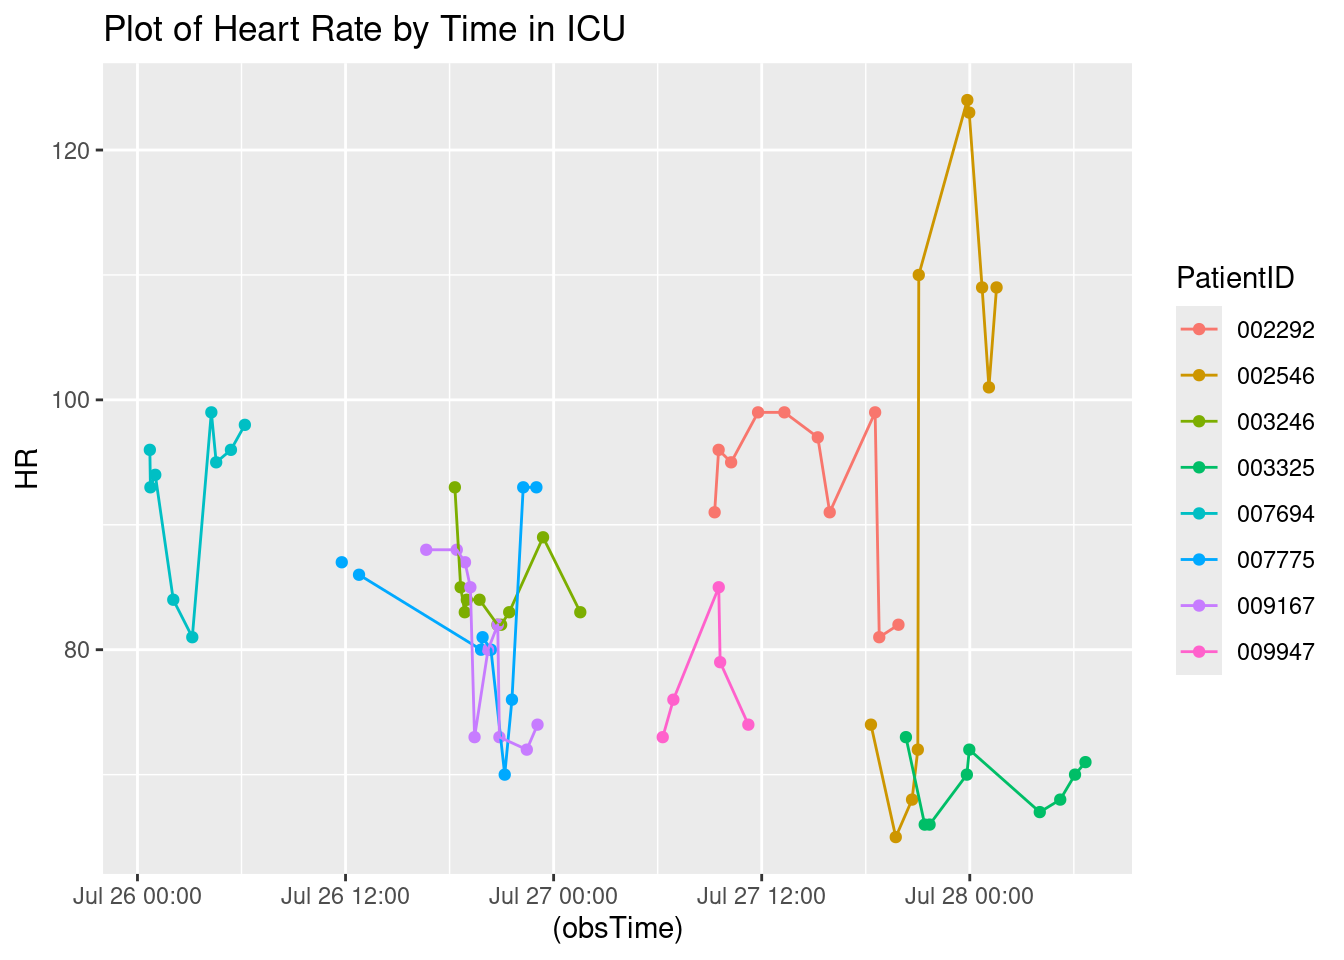 Plot of Heart Rate by Time in ICU
120
100
80
HR
Jul 26 00:00
Jul 26 12:00
Jul 27 00:00
Jul 27 12:00
Jul 28 00:00
(obsTime)
PatientID
002292
002546
003246
003325
007694
007775
009167
009947